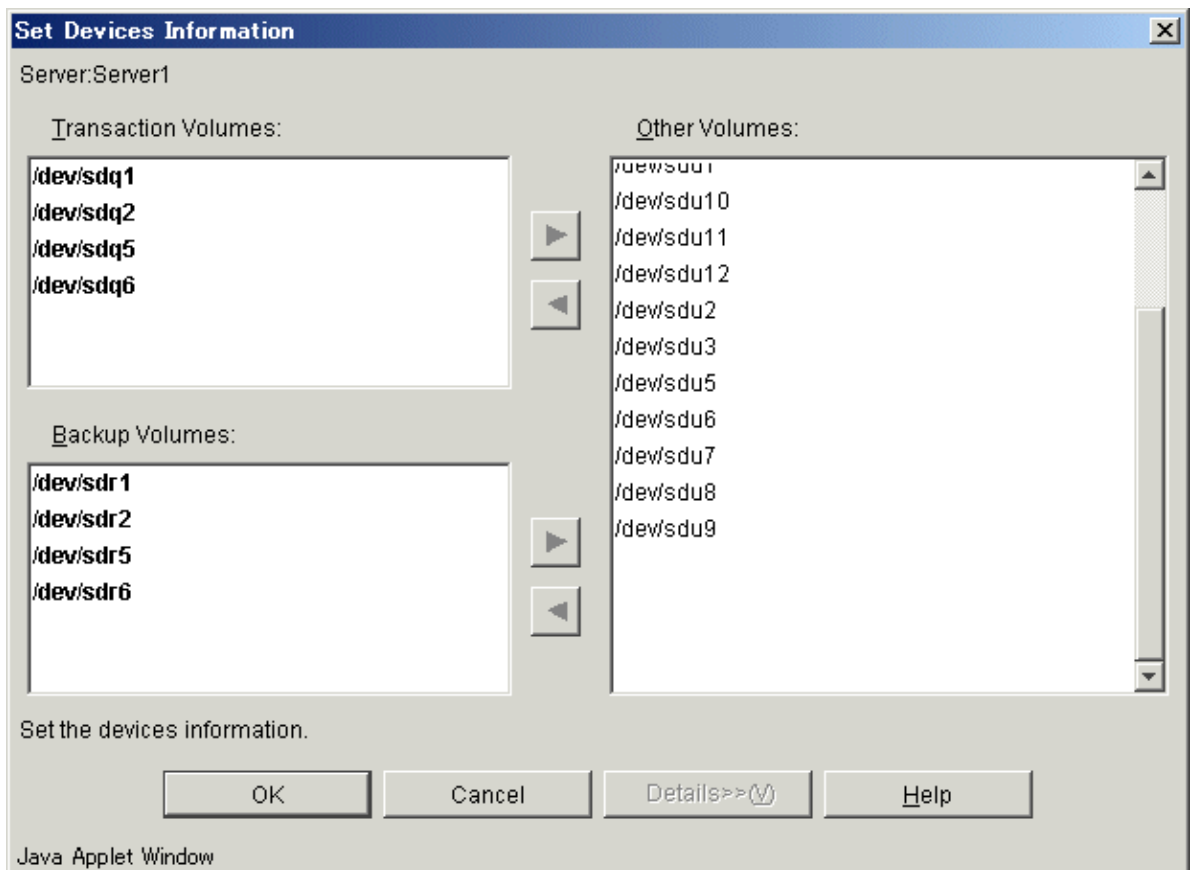 Set Devices Information
Server:Server1
Transaction Volumes:
/dev/sdq1
/dev/sdq2
/dev/sdq5
/dev/sdq6
Backup Volumes:
/dev/sdr1
/dev/sdr2
/dev/sdr5
/dev/sdr6
Other Volumes:
/dev/sdu1
/dev/sdu10
/dev/sdu11
/dev/sdu12
/dev/sdu2
/dev/sdu3
/dev/sdu5
/dev/sdu6
/dev/sdu7
/dev/sdu8
/dev/sdu9
Set the devices information.
OK Cancel Details>>(V) Help
Java Applet Window